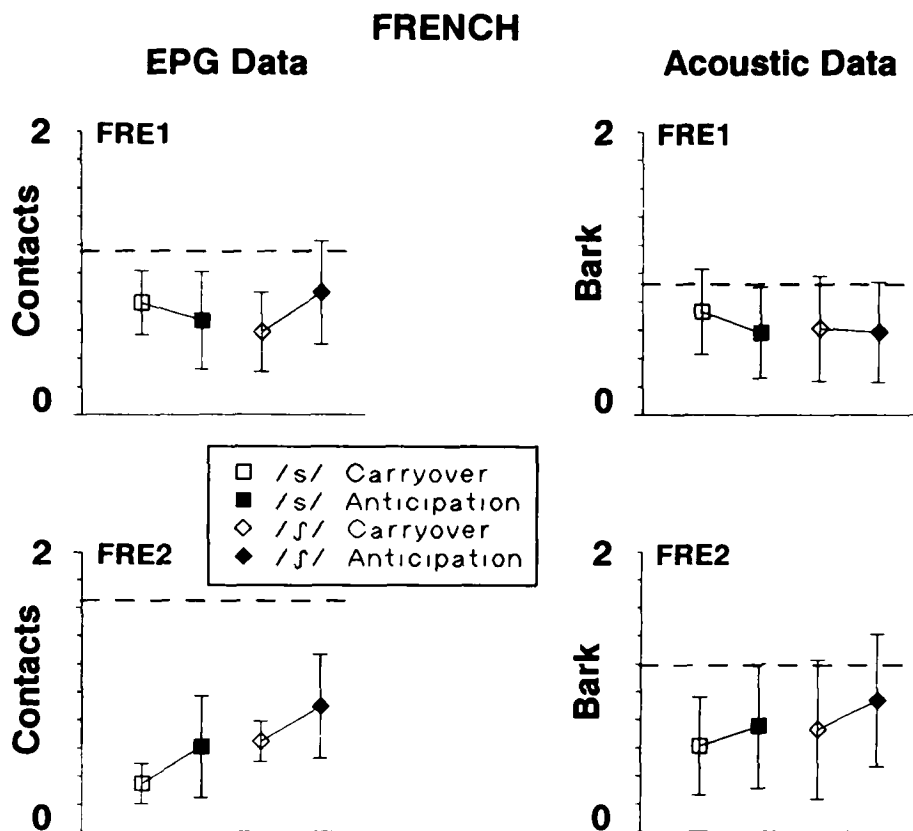 FRENCH
EPG Data
Acoustic Data
2
FRE1
Contacts
0
2
FRE1
Bark
0
□ /s/ Carryover
■ /s/ Anticipation
◇ /ʃ/ Carryover
◆ /ʃ/ Anticipation
2
FRE2
Contacts
0
2
FRE2
Bark
0